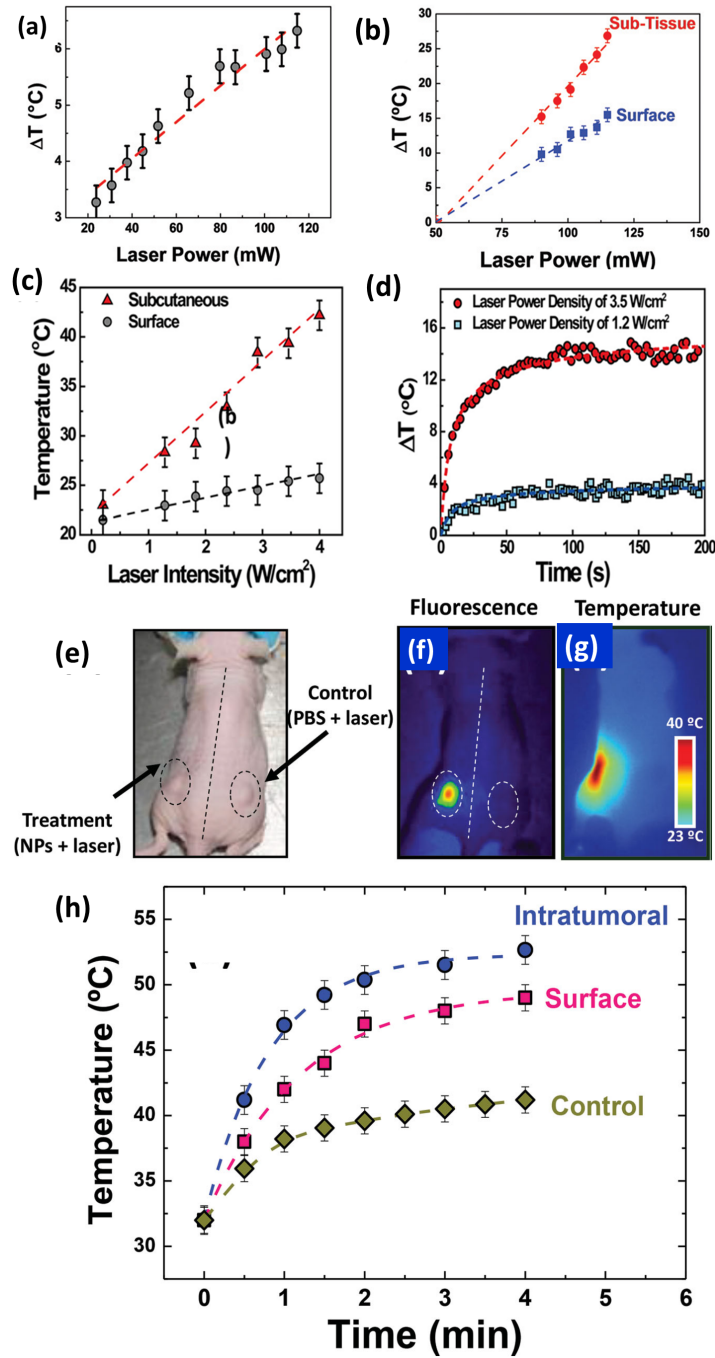 (a)
6
5
4
3
ΔT (°C)
20 40 60 80 100 120
Laser Power (mW)
(b)
30
25
20
15
10
5
0
ΔT (ºC)
Sub-Tissue
Surface
50 75 100 125 150
Laser Power (mW)
(c)
45
40
35
30
25
20
Temperature (°C)
Subcutaneous
Surface
(b
)
0 1 2 3 4
Laser Intensity (W/cm²)
(d)
Laser Power Density of 3.5 W/cm²
Laser Power Density of 1.2 W/cm²
16
12
8
4
0
ΔT (°C)
0 50 100 150 200
Time (s)
(e)
Control
(PBS + laser)
Treatment
(NPs + laser)
Fluorescence
(f)
Temperature
(g)
40 ºC
23 ºC
(h)
55
50
45
40
35
30
Temperature (ºC)
Intratumoral
Surface
Control
0 1 2 3 4 5 6
Time (min)